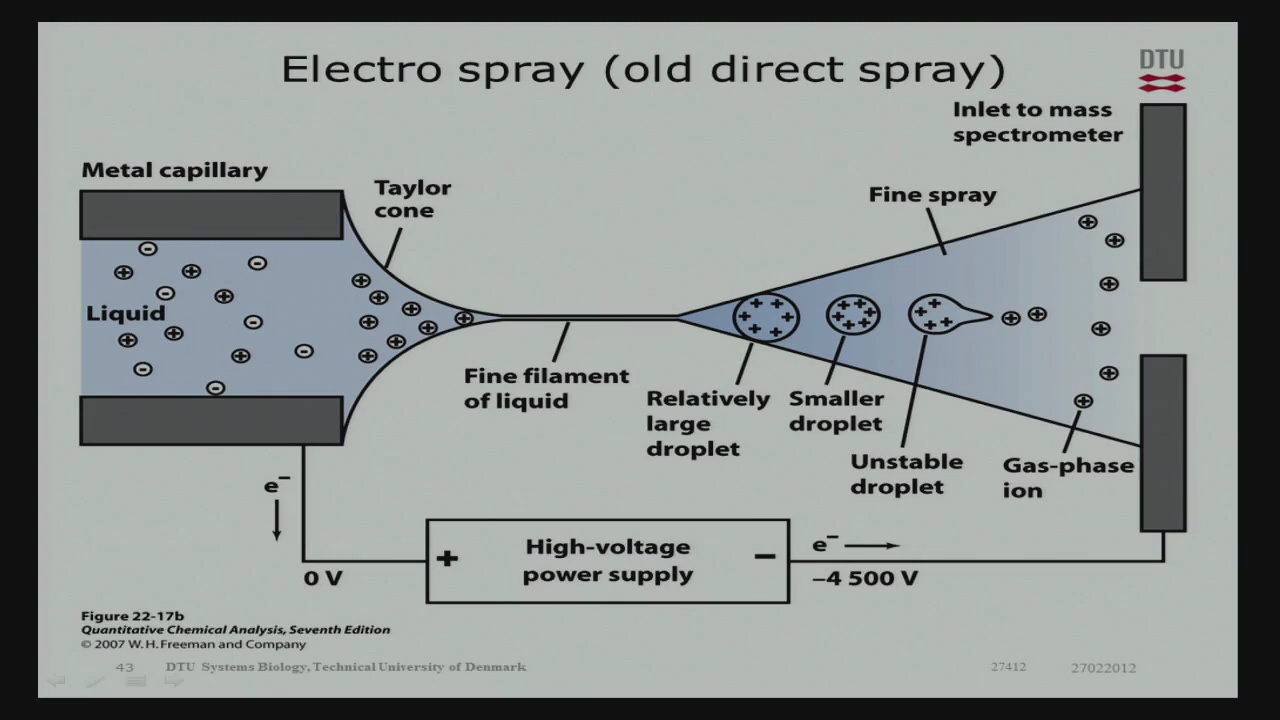 Electro spray (old direct spray)
DTU
Inlet to mass
spectrometer
Metal capillary
Taylor
cone
Fine spray
Liquid
Fine filament
of liquid
Relatively
large
droplet
Smaller
droplet
Unstable
droplet
Gas-phase
ion
e⁻
+
High-voltage
power supply
−
e⁻
0 V
−4 500 V
Figure 22-17b
Quantitative Chemical Analysis, Seventh Edition
© 2007 W. H. Freeman and Company
43 DTU Systems Biology, Technical University of Denmark 27412 27022012